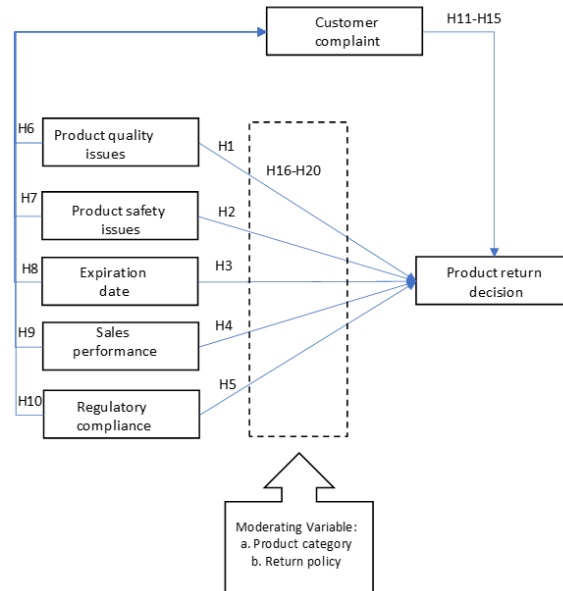 Customer
complaint
H11-H15
H6
Product quality
issues
H1
H16-H20
H7
Product safety
issues
H2
H8
Expiration
date
H3
Product return
decision
H9
Sales
performance
H4
H10
Regulatory
compliance
H5
Moderating Variable:
a. Product category
b. Return policy